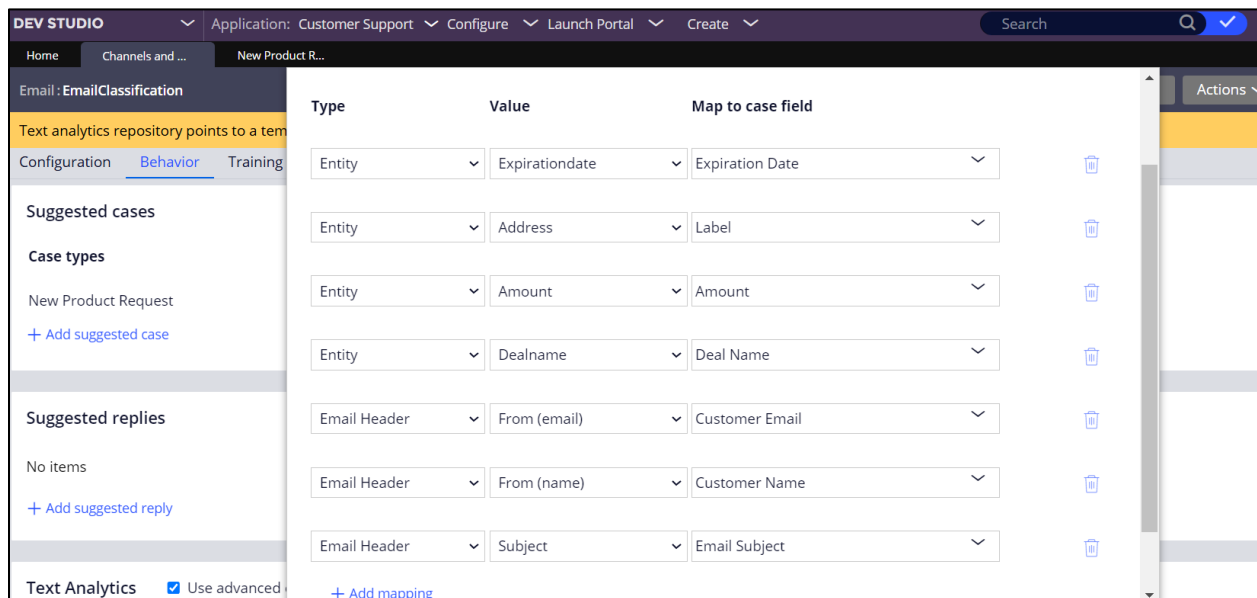 DEV STUDIO Application: Customer Support Configure Launch Portal Create Search
Home Channels and ... New Product R...
Email : EmailClassification Actions
Text analytics repository points to a tem
Configuration Behavior Training
Type Value Map to case field
Entity Expirationdate Expiration Date
Suggested cases
Entity Address Label
Case types
New Product Request
Entity Amount Amount
+ Add suggested case
Entity Dealname Deal Name
Suggested replies
Email Header From (email) Customer Email
No items
Email Header From (name) Customer Name
+ Add suggested reply
Email Header Subject Email Subject
Text Analytics Use advanced
+ Add mapping